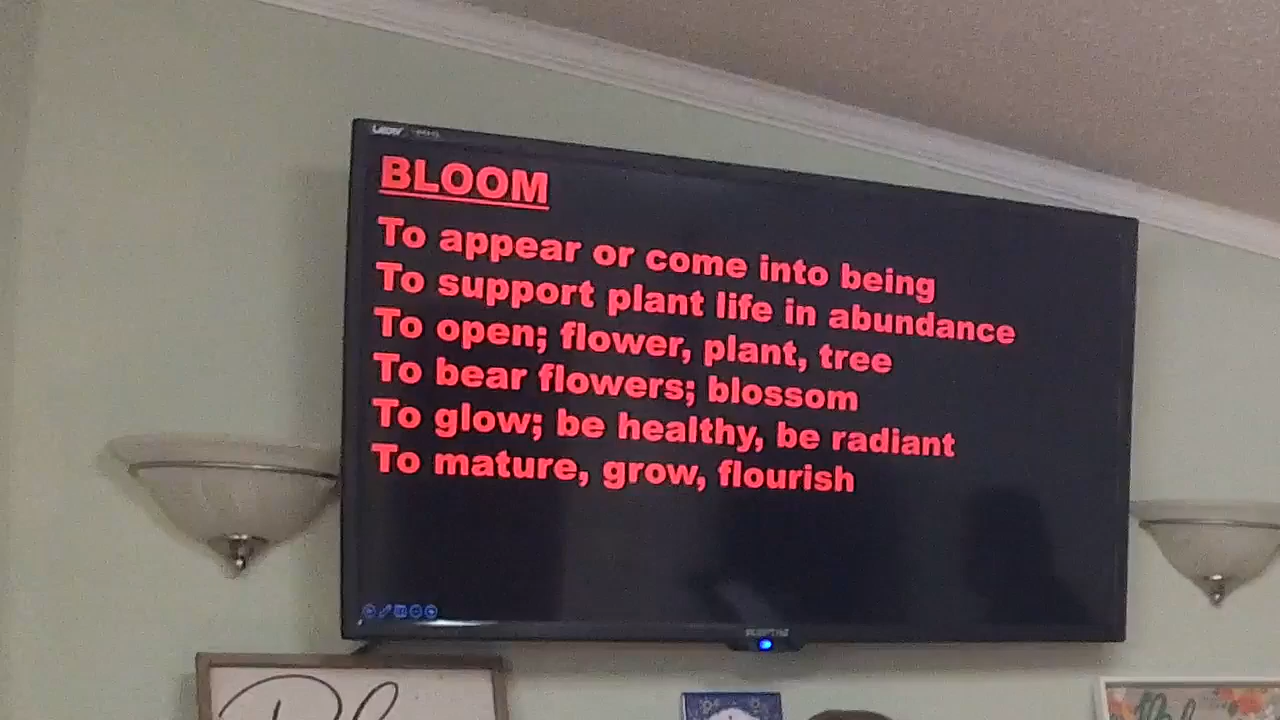 BLOOM
To appear or come into being
To support plant life in abundance
To open; flower, plant, tree
To bear flowers; blossom
To glow; be healthy, be radiant
To mature, grow, flourish
SCEPTRE